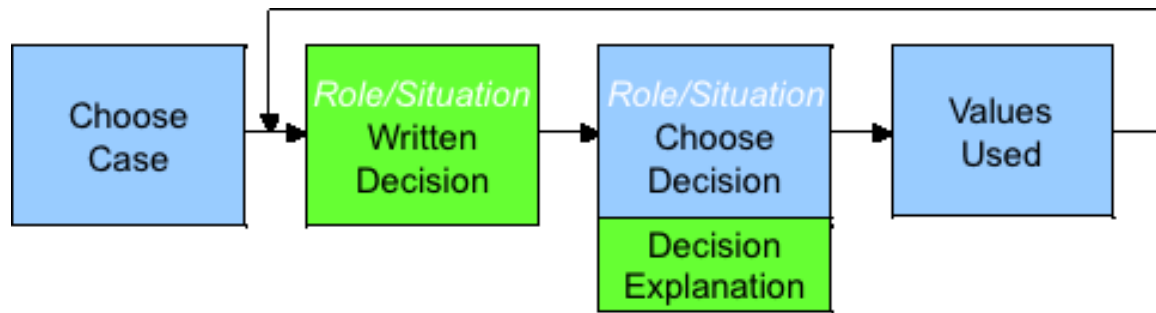 Choose
Case
Role/Situation
Written
Decision
Role/Situation
Choose
Decision
Decision
Explanation
Values
Used